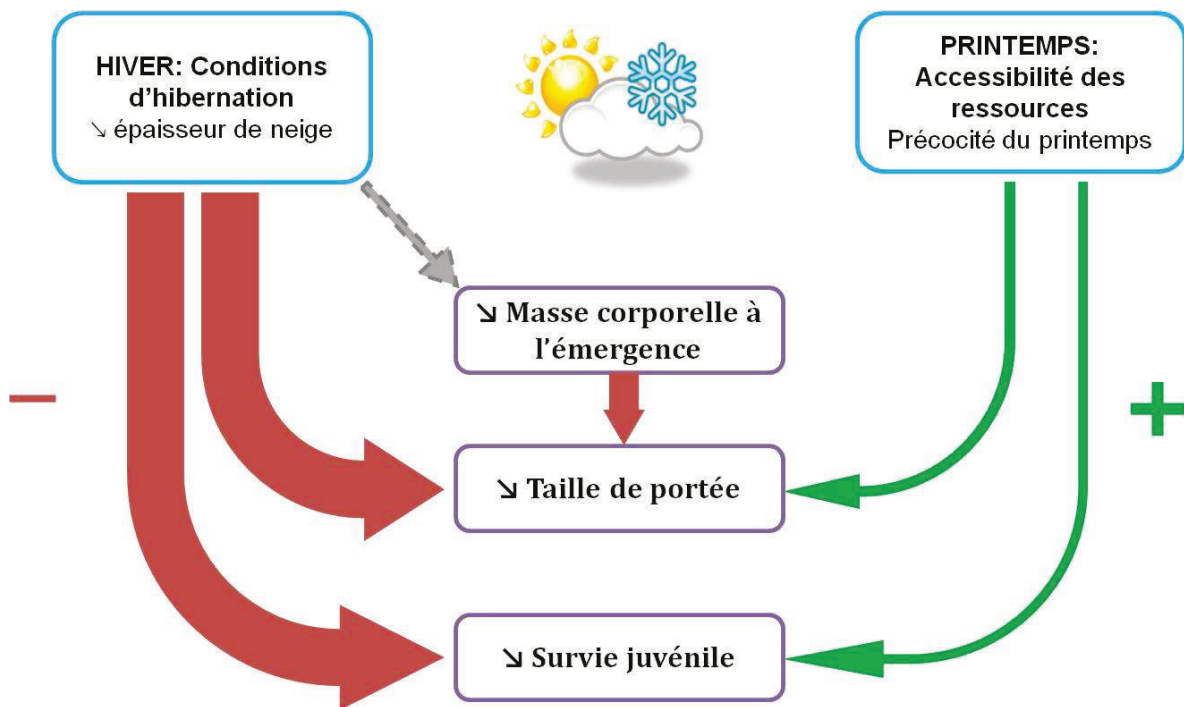 HIVER: Conditions
d’hibernation
↘ épaisseur de neige
PRINTEMPS:
Accessibilité des
ressources
Précocité du printemps
↘ Masse corporelle à
l’émergence
–
+
↘ Taille de portée
↘ Survie juvénile